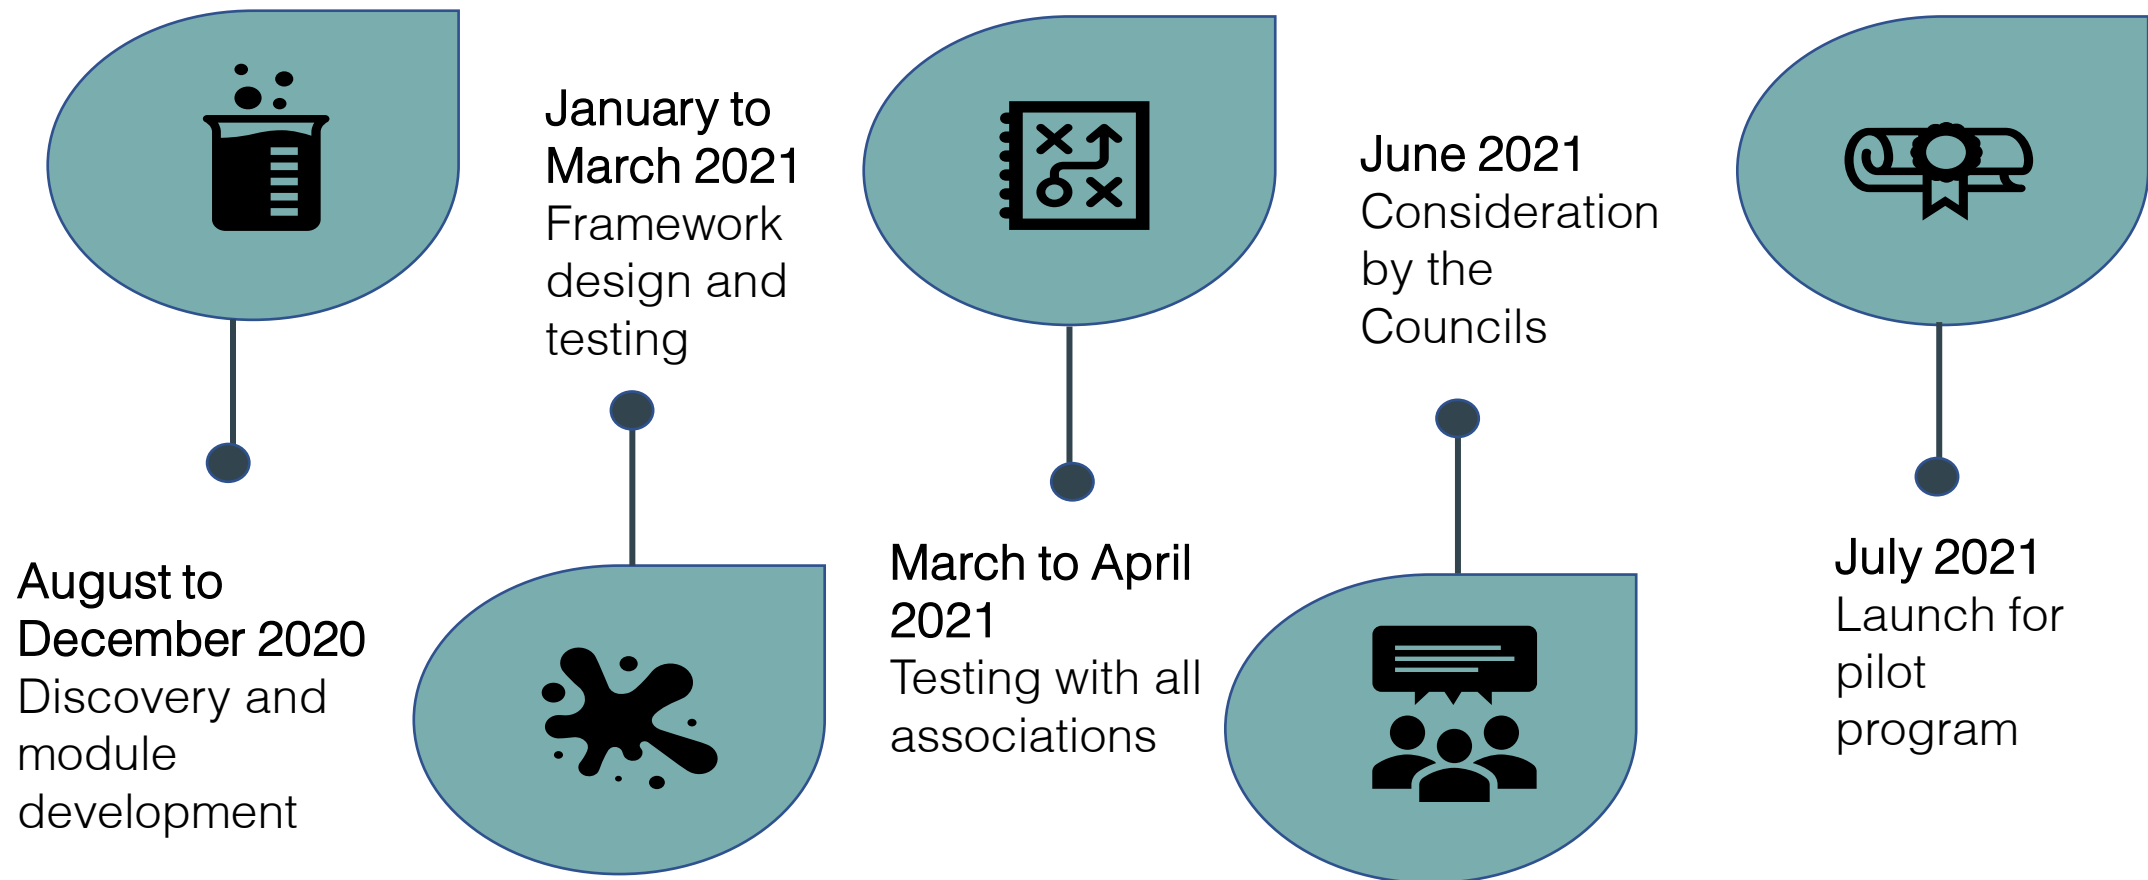 August to
December 2020
Discovery and
module
development
January to
March 2021
Framework
design and
testing
March to April
2021
Testing with all
associations
June 2021
Consideration
by the
Councils
July 2021
Launch for
pilot
program